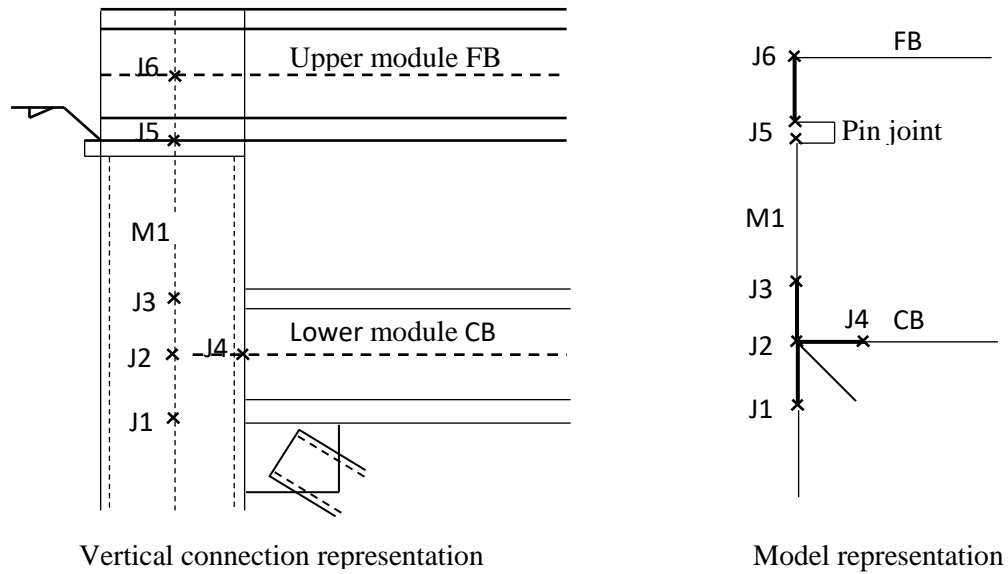 J6
Upper module FB
J5
M1
J3
Lower module CB
J2
J4
J1
Vertical connection representation
J6
FB
J5
Pin joint
M1
J3
J4
CB
J2
J1
Model representation